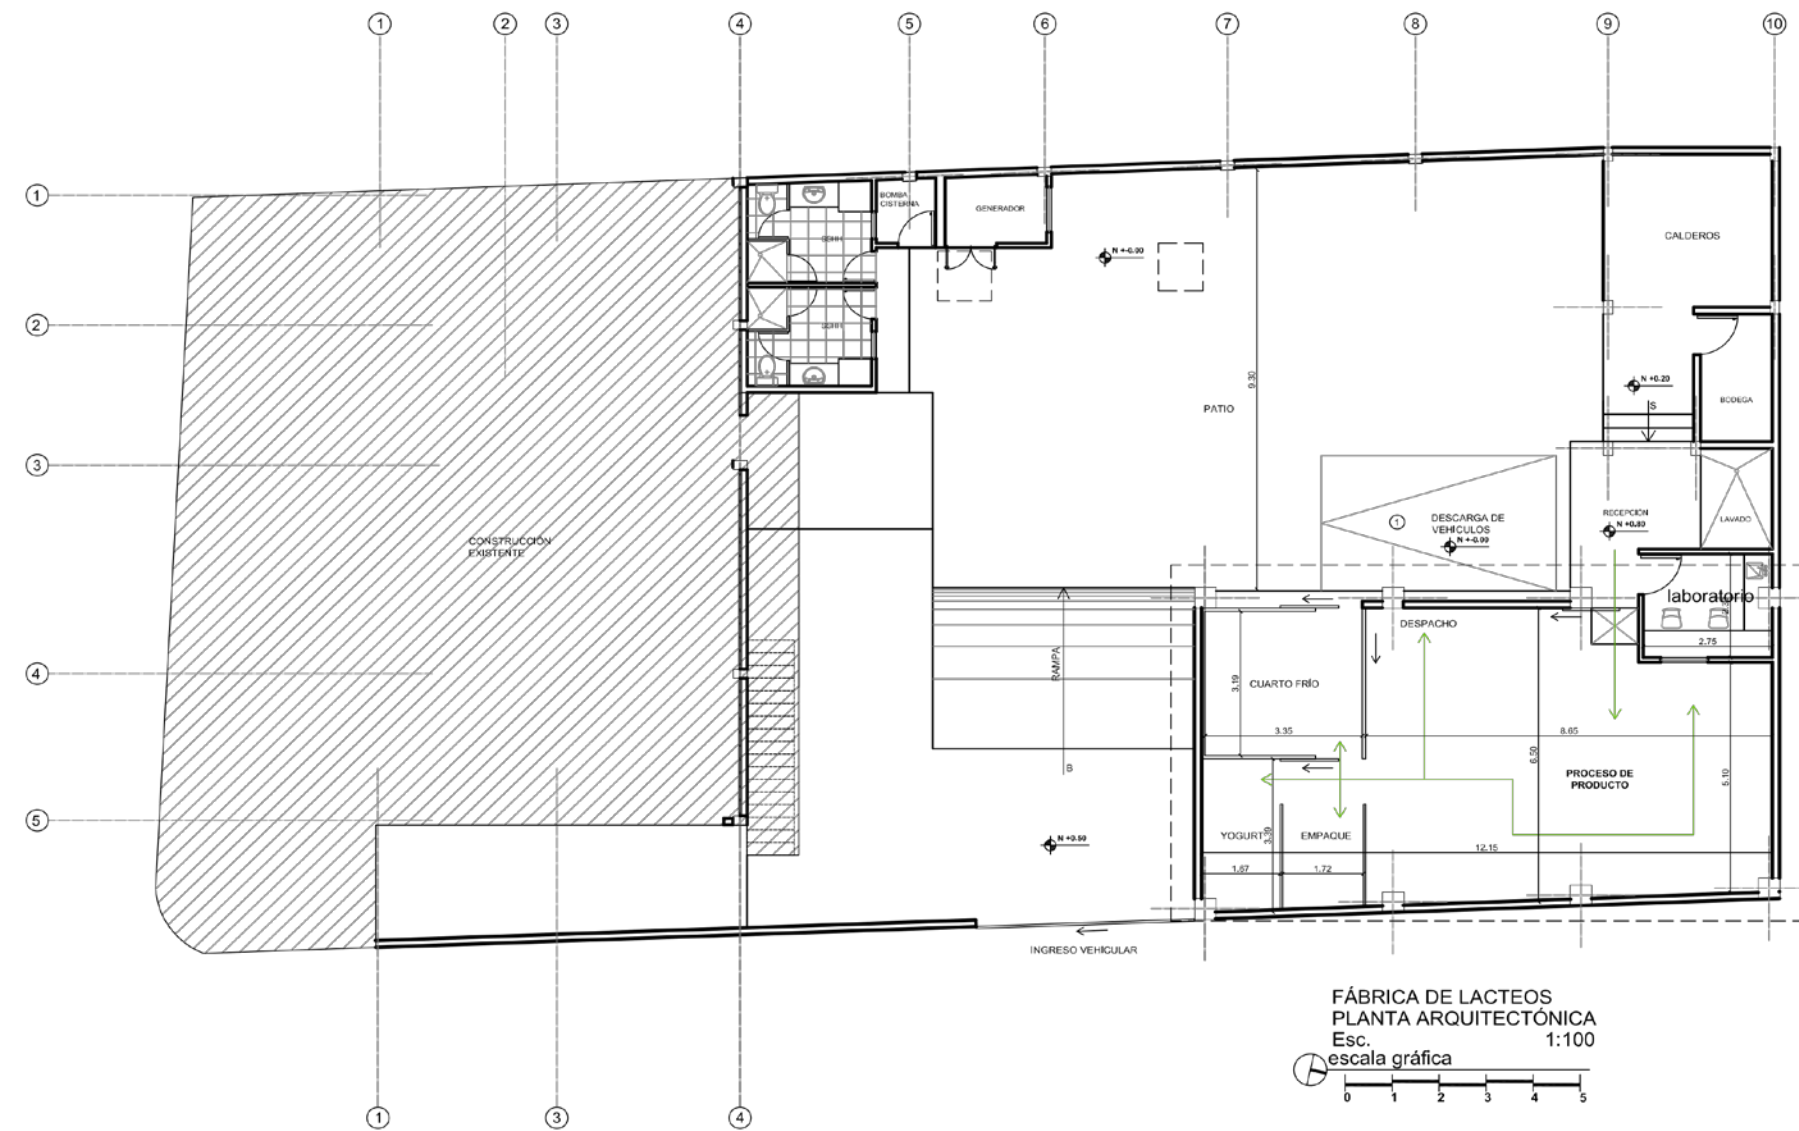 1 2 3 4 5 6 7 8 9 10
1
BOMBA
CISTERNA
GENERADOR
SSHH
CALDEROS
N +-0.00
2
SSHH
N +0.20
9.30
S
BODEGA
PATIO
3
RECEPCIÓN
N +0.80
LAVADO
1
DESCARGA DE
VEHICULOS
N +-0.00
CONSTRUCCIÓN
EXISTENTE
laboratorio
DESPACHO
2.75
RAMPA
4
3.19
CUARTO FRÍO
3.35
8.65
6.50
5.10
B
PROCESO DE
PRODUCTO
5
YOGURT
3.39
EMPAQUE
N +0.50
12.15
1.67
1.72
INGRESO VEHICULAR
FÁBRICA DE LACTEOS
PLANTA ARQUITECTÓNICA
Esc. 1:100
escala gráfica
0 1 2 3 4 5
1 3 4